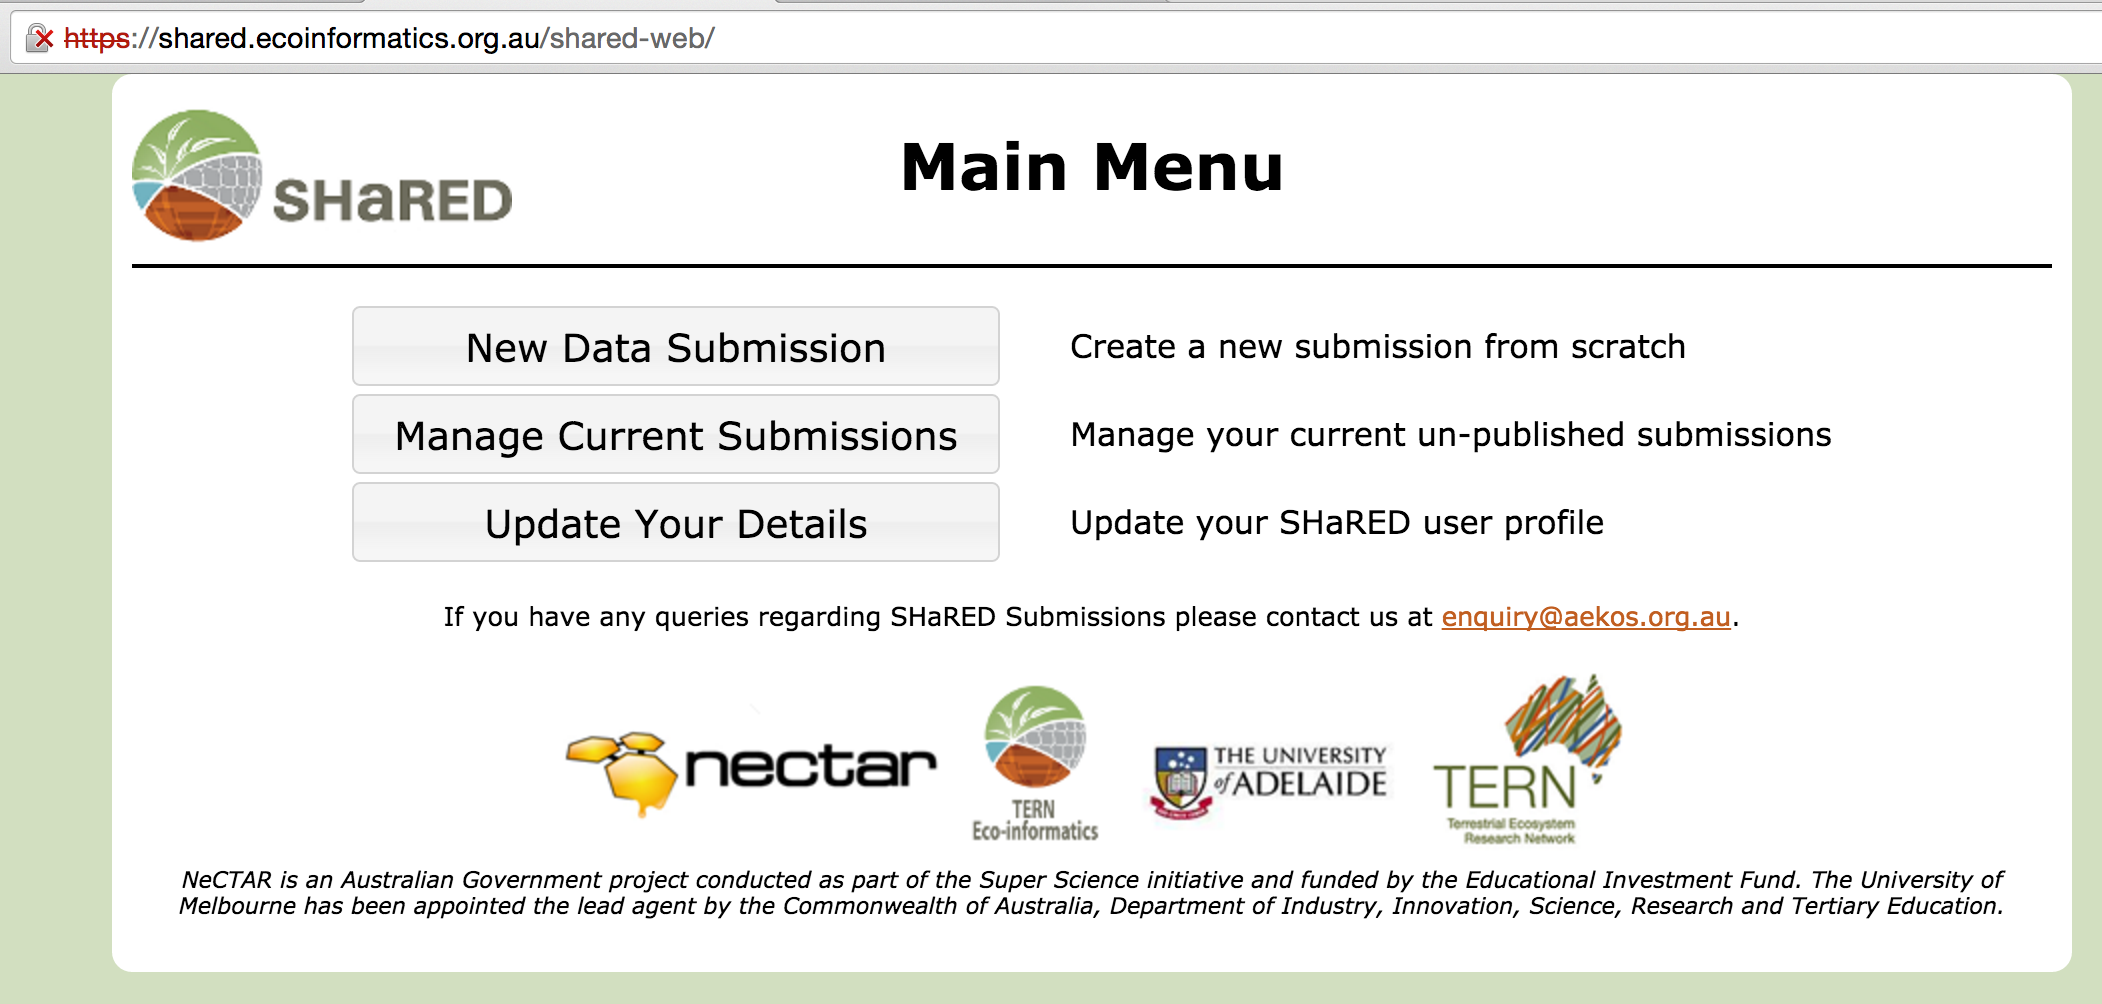 https://shared.ecoinformatics.org.au/shared-web/
SHaRED
Main Menu
New Data Submission
Create a new submission from scratch
Manage Current Submissions
Manage your current un-published submissions
Update Your Details
Update your SHaRED user profile
If you have any queries regarding SHaRED Submissions please contact us at enquiry@aekos.org.au.
nectar
TERN
Eco-informatics
THE UNIVERSITY
of ADELAIDE
TERN
Terrestrial Ecosystem
Research Network
NeCTAR is an Australian Government project conducted as part of the Super Science initiative and funded by the Educational Investment Fund. The University of
Melbourne has been appointed the lead agent by the Commonwealth of Australia, Department of Industry, Innovation, Science, Research and Tertiary Education.